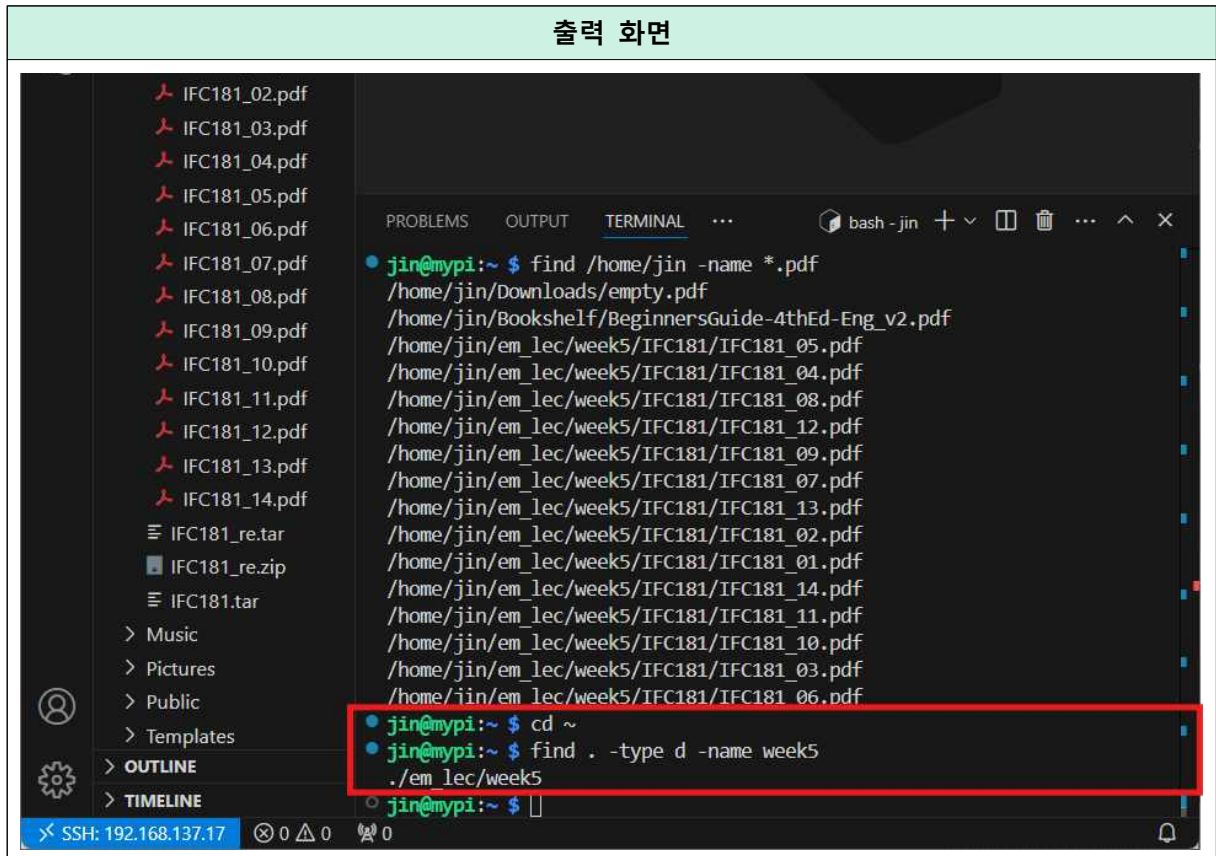 출력 화면
IFC181_02.pdf
IFC181_03.pdf
IFC181_04.pdf
IFC181_05.pdf
IFC181_06.pdf
IFC181_07.pdf
IFC181_08.pdf
IFC181_09.pdf
IFC181_10.pdf
IFC181_11.pdf
IFC181_12.pdf
IFC181_13.pdf
IFC181_14.pdf
IFC181_re.tar
IFC181_re.zip
IFC181.tar
> Music
> Pictures
> Public
> Templates
> OUTLINE
> TIMELINE
PROBLEMS OUTPUT TERMINAL ··· bash - jin
jin@mypi:~ $ find /home/jin -name *.pdf
/home/jin/Downloads/empty.pdf
/home/jin/Bookshelf/BeginnersGuide-4thEd-Eng_v2.pdf
/home/jin/em_lec/week5/IFC181/IFC181_05.pdf
/home/jin/em_lec/week5/IFC181/IFC181_04.pdf
/home/jin/em_lec/week5/IFC181/IFC181_08.pdf
/home/jin/em_lec/week5/IFC181/IFC181_12.pdf
/home/jin/em_lec/week5/IFC181/IFC181_09.pdf
/home/jin/em_lec/week5/IFC181/IFC181_07.pdf
/home/jin/em_lec/week5/IFC181/IFC181_13.pdf
/home/jin/em_lec/week5/IFC181/IFC181_02.pdf
/home/jin/em_lec/week5/IFC181/IFC181_01.pdf
/home/jin/em_lec/week5/IFC181/IFC181_14.pdf
/home/jin/em_lec/week5/IFC181/IFC181_11.pdf
/home/jin/em_lec/week5/IFC181/IFC181_10.pdf
/home/jin/em_lec/week5/IFC181/IFC181_03.pdf
/home/jin/em_lec/week5/IFC181/IFC181_06.pdf
jin@mypi:~ $ cd ~
jin@mypi:~ $ find . -type d -name week5
./em_lec/week5
jin@mypi:~ $
SSH: 192.168.137.17 0 0 0